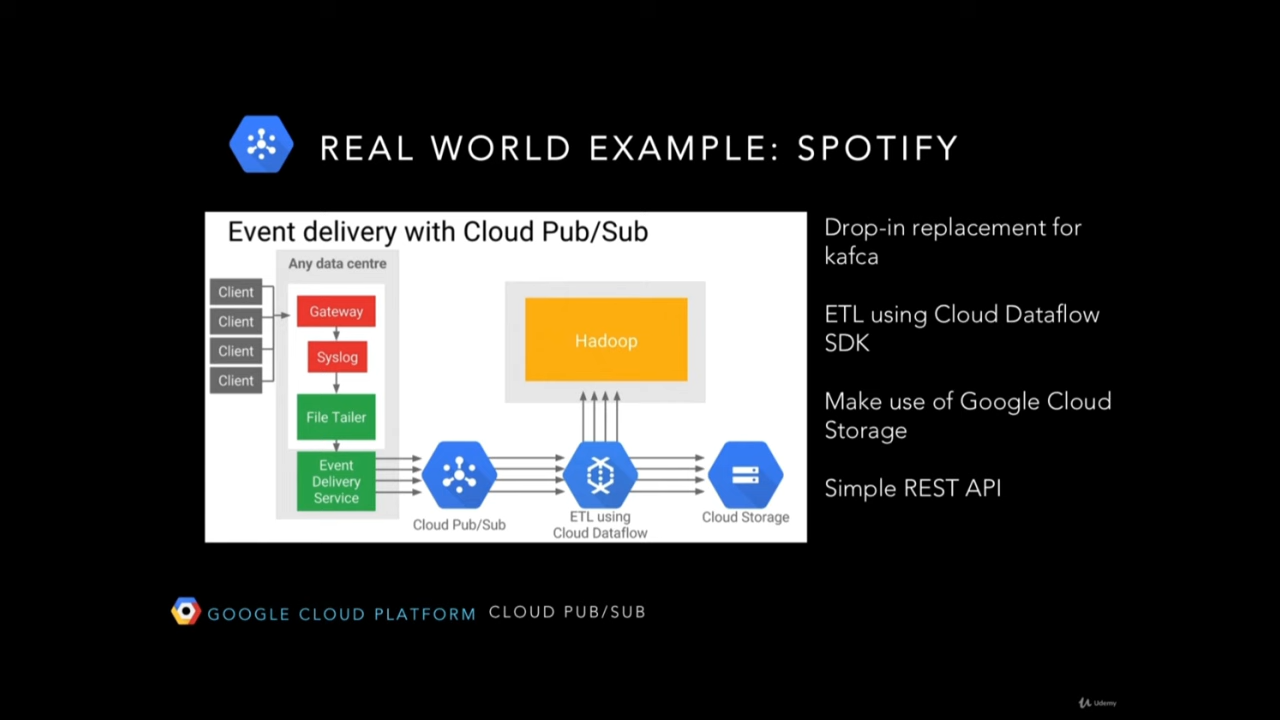 REAL WORLD EXAMPLE: SPOTIFY
Event delivery with Cloud Pub/Sub
Any data centre
Client
Client
Client
Client
Gateway
Syslog
File Tailer
Event
Delivery
Service
Hadoop
Cloud Pub/Sub
ETL using
Cloud Dataflow
Cloud Storage
Drop-in replacement for
kafca
ETL using Cloud Dataflow
SDK
Make use of Google Cloud
Storage
Simple REST API
GOOGLE CLOUD PLATFORM CLOUD PUB/SUB
Udemy